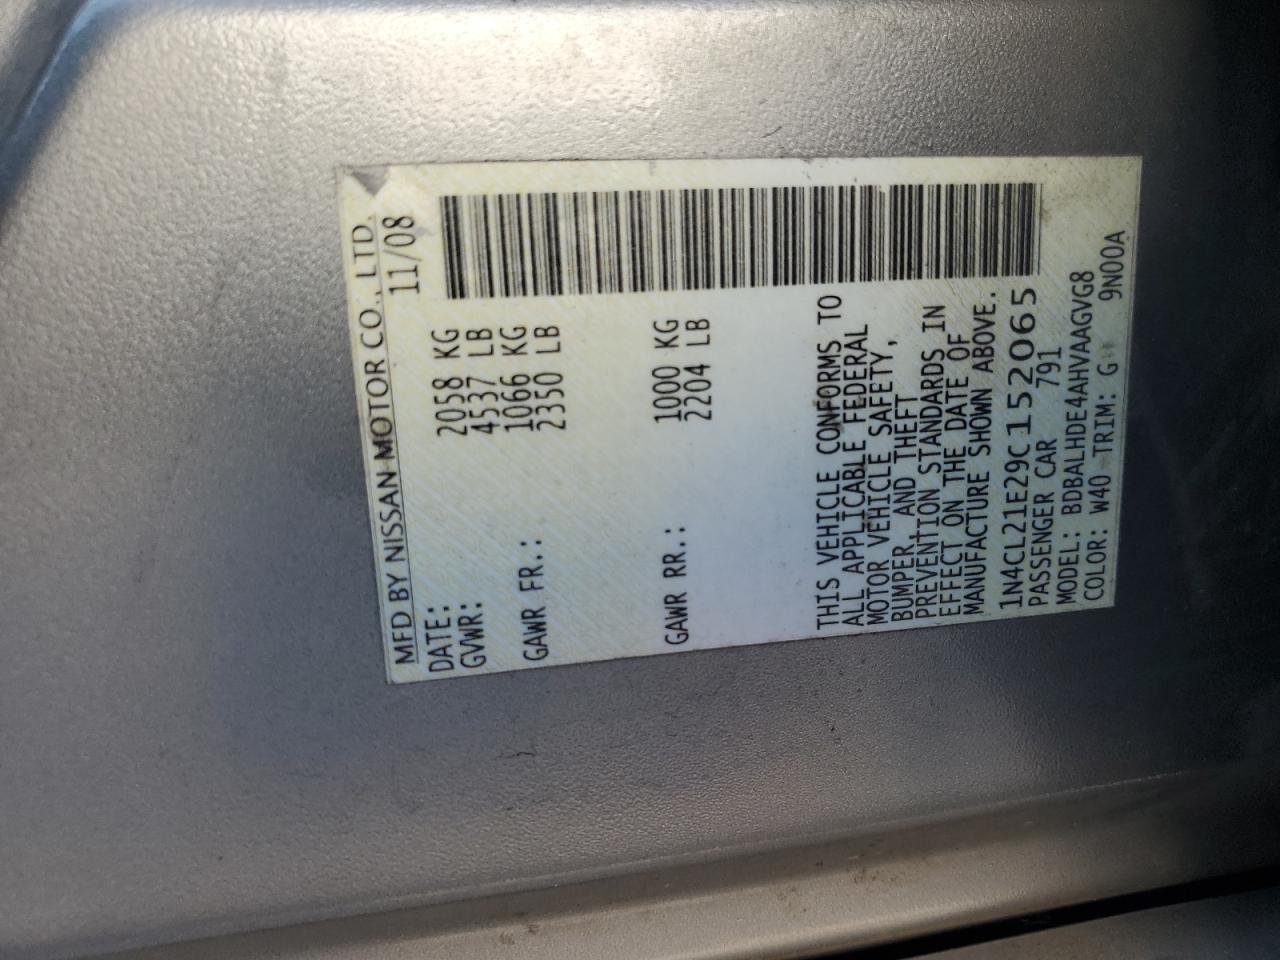 MFD BY NISSAN MOTOR CO., LTD.
DATE: 11/08
GVWR: 2058 KG
4537 LB
GAWR FR.: 1066 KG
2350 LB
GAWR RR.: 1000 KG
2204 LB
THIS VEHICLE CONFORMS TO
ALL APPLICABLE FEDERAL
MOTOR VEHICLE SAFETY,
BUMPER, AND THEFT
PREVENTION STANDARDS IN
EFFECT ON THE DATE OF
MANUFACTURE SHOWN ABOVE.
1N4CL21E29C152065
PASSENGER CAR 791
MODEL: BDBALHDE4AHVAAGVG8
COLOR: W40 TRIM: G 9N00A